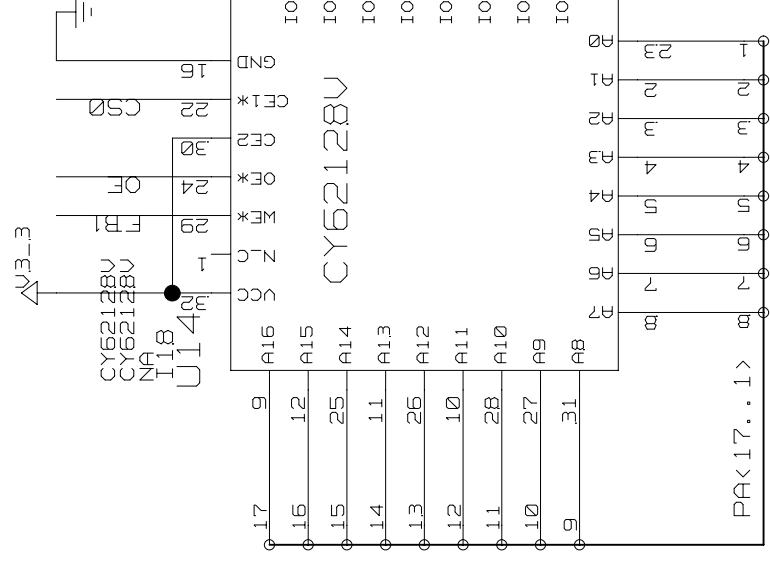 IO
IO
IO
IO
IO
IO
IO
IO
GND
16
CE1*
22
CS0
CE2
30
OE*
24
OE
WE*
29
N_C
1
VCC
32
V3_3
CY62128V
CY62128V
NA
I18
U14
CY62128V
A0
23
1
A1
2
2
A2
3
3
A3
4
4
A4
5
5
A5
6
6
A6
7
7
A7
8
8
A16
A15
A14
A13
A12
A11
A10
A9
A8
9
12
25
11
26
10
28
27
31
17
16
15
14
13
12
11
10
9
PA<17..1>